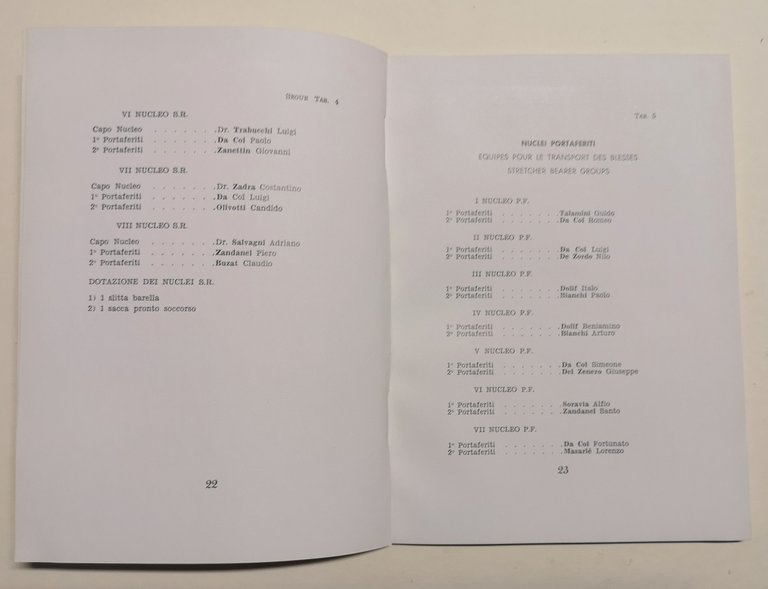 Segue Tab. 4
VI NUCLEO S.R.
Capo Nucleo . . . . . . . Dr. Trabucchi Luigi
1° Portaferiti . . . . . . Da Col Paolo
2° Portaferiti . . . . . . Zanettin Giovanni
VII NUCLEO S.R.
Capo Nucleo . . . . . . . Dr. Zadra Costantino
1° Portaferiti . . . . . . Da Col Luigi
2° Portaferiti . . . . . . Olivotti Candido
VIII NUCLEO S.R.
Capo Nucleo . . . . . . . Dr. Salvagni Adriano
1° Portaferiti . . . . . . Zandanel Piero
2° Portaferiti . . . . . . Buzat Claudio
DOTAZIONE DEI NUCLEI S.R.
1) 1 slitta barella
2) 1 sacca pronto soccorso
22
Tab. 5
NUCLEI PORTAFERITI
EQUIPES POUR LE TRANSPORT DES BLESSES
STRETCHER BEARER GROUPS
I NUCLEO P.F.
1° Portaferiti . . . . . . . Talamini Guido
2° Portaferiti . . . . . . . Da Col Romeo
II NUCLEO P.F.
1° Portaferiti . . . . . . . Da Col Luigi
2° Portaferiti . . . . . . . De Zordo Nilo
III NUCLEO P.F.
1° Portaferiti . . . . . . . Dolif Italo
2° Portaferiti . . . . . . . Bianchi Paolo
IV NUCLEO P.F.
1° Portaferiti . . . . . . . Dolif Beniamino
2° Portaferiti . . . . . . . Bianchi Arturo
V NUCLEO P.F.
1° Portaferiti . . . . . . . Da Col Simeone
2° Portaferiti . . . . . . . Del Zenero Giuseppe
VI NUCLEO P.F.
1° Portaferiti . . . . . . . Soravia Alfio
2° Portaferiti . . . . . . . Zandanel Santo
VII NUCLEO P.F.
1° Portaferiti . . . . . . . Da Col Fortunato
2° Portaferiti . . . . . . . Masarié Lorenzo
23